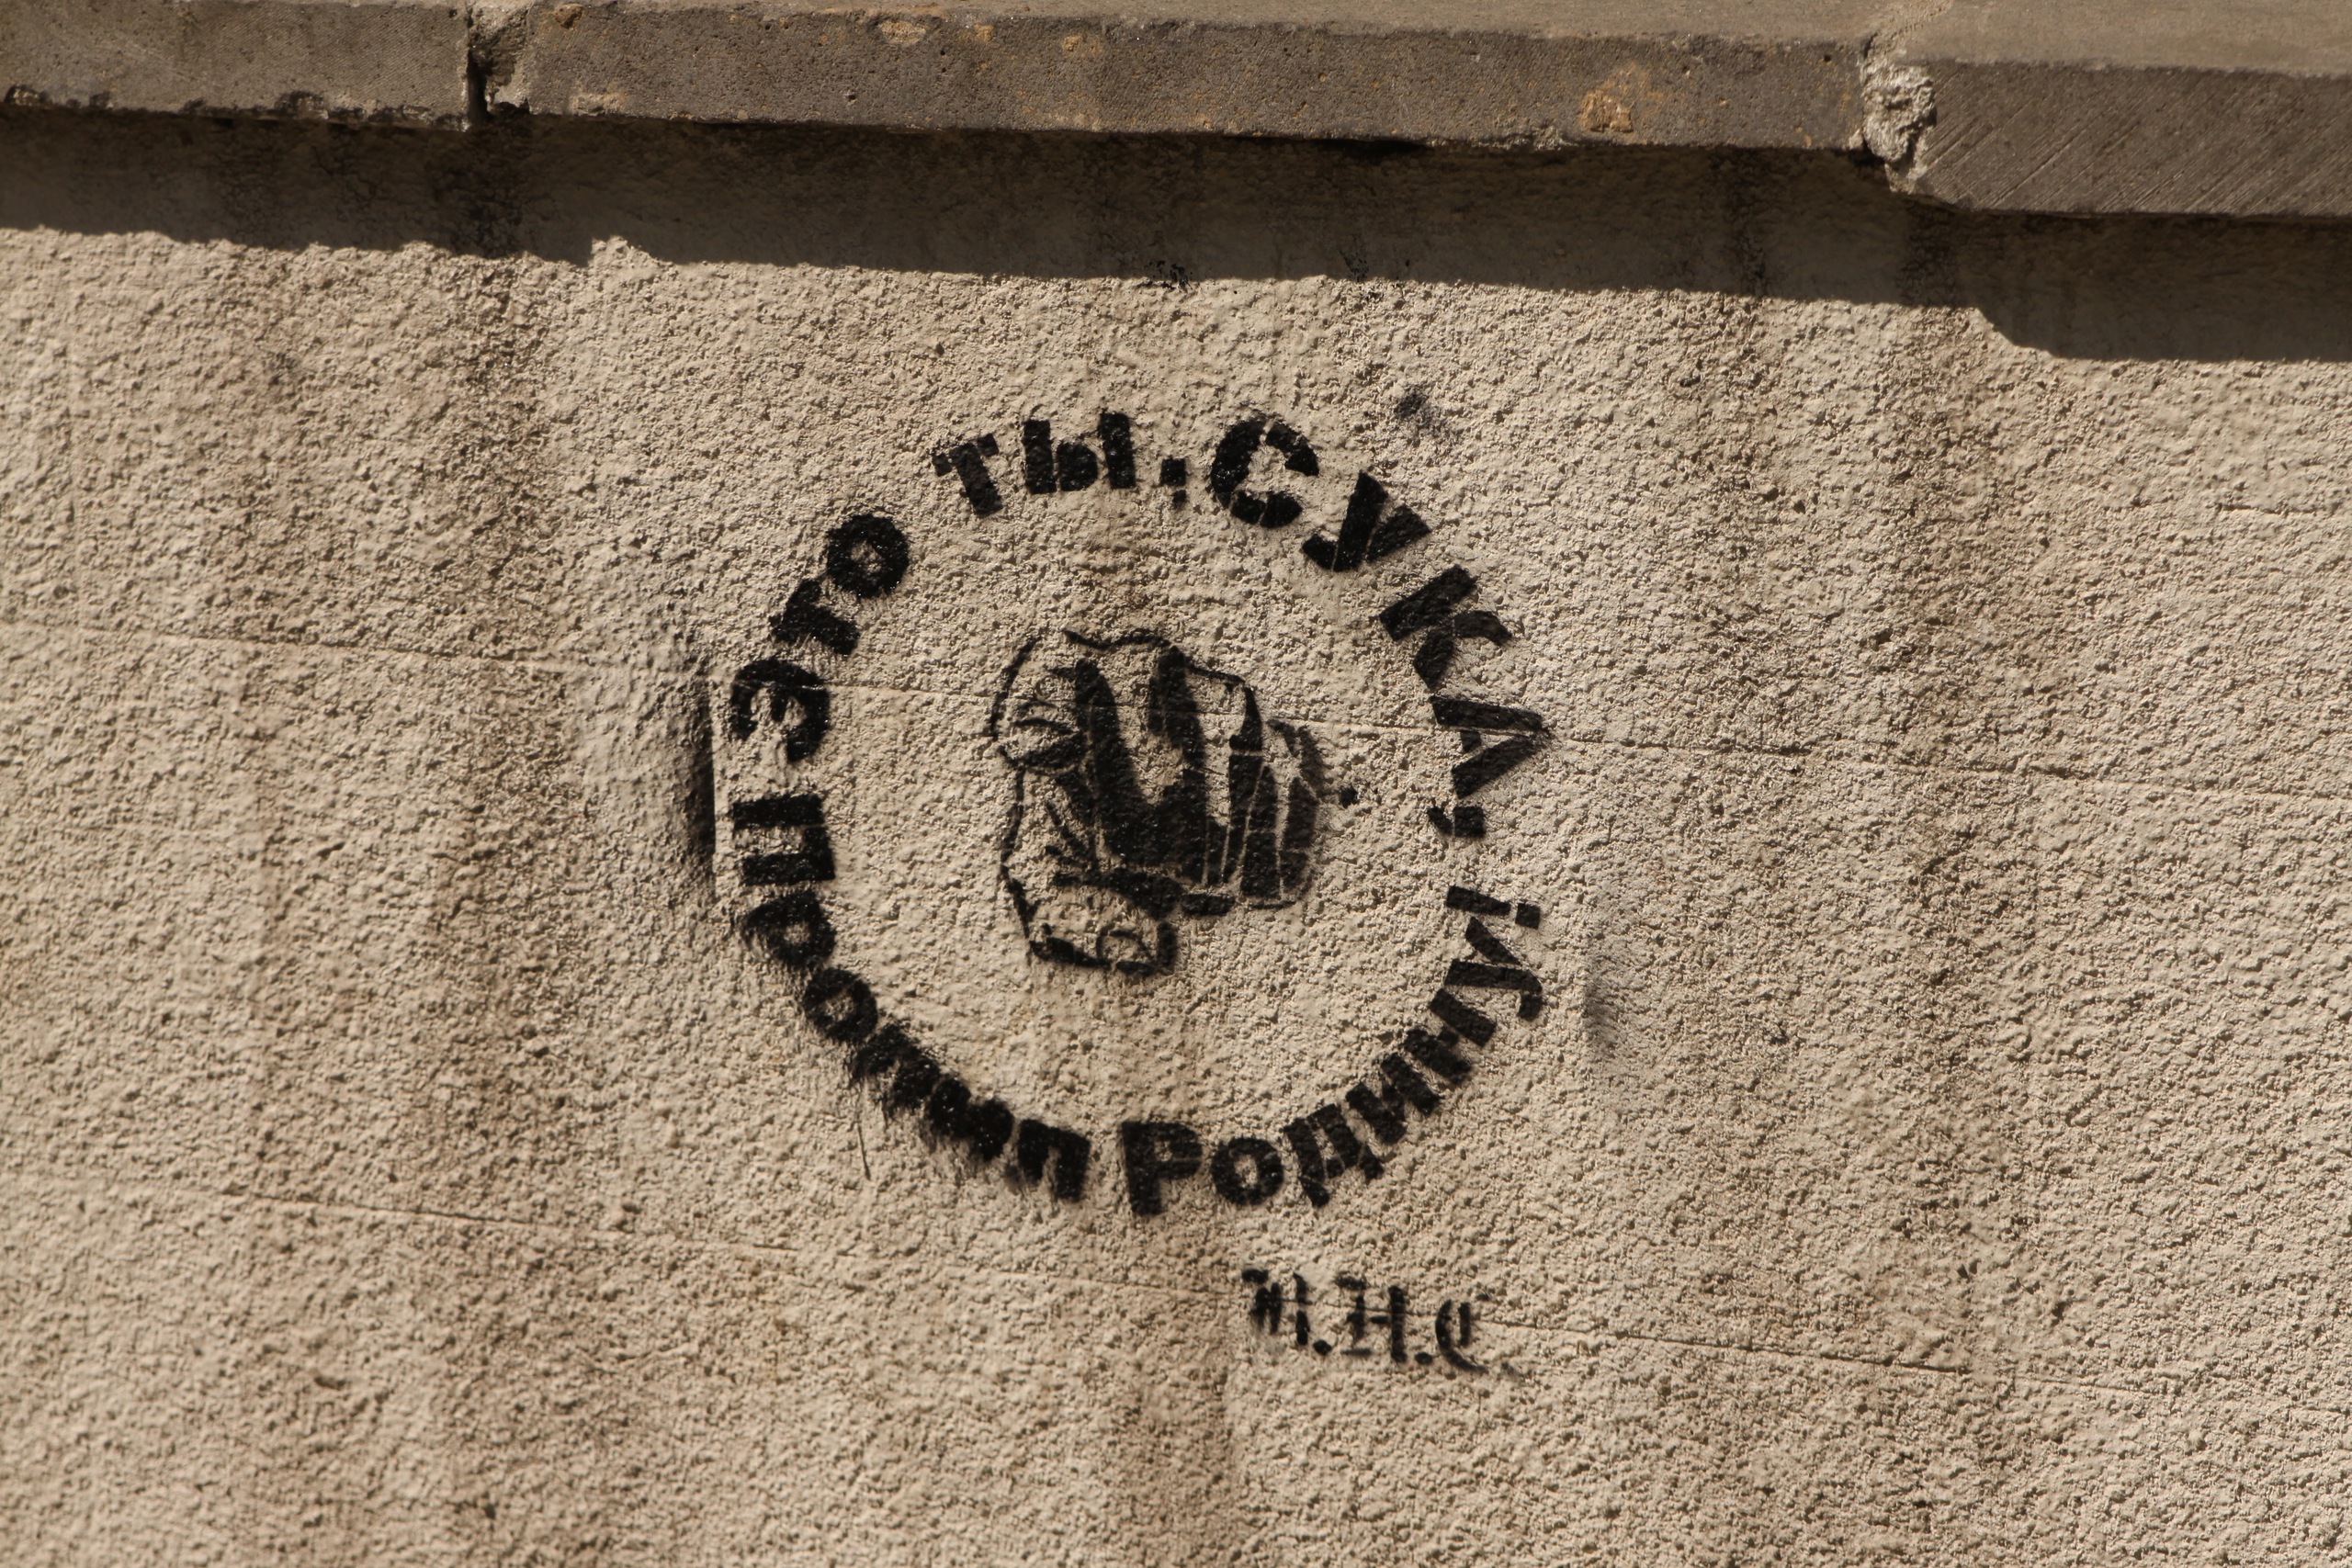 Это ты, СУКА,
пропил Родину!